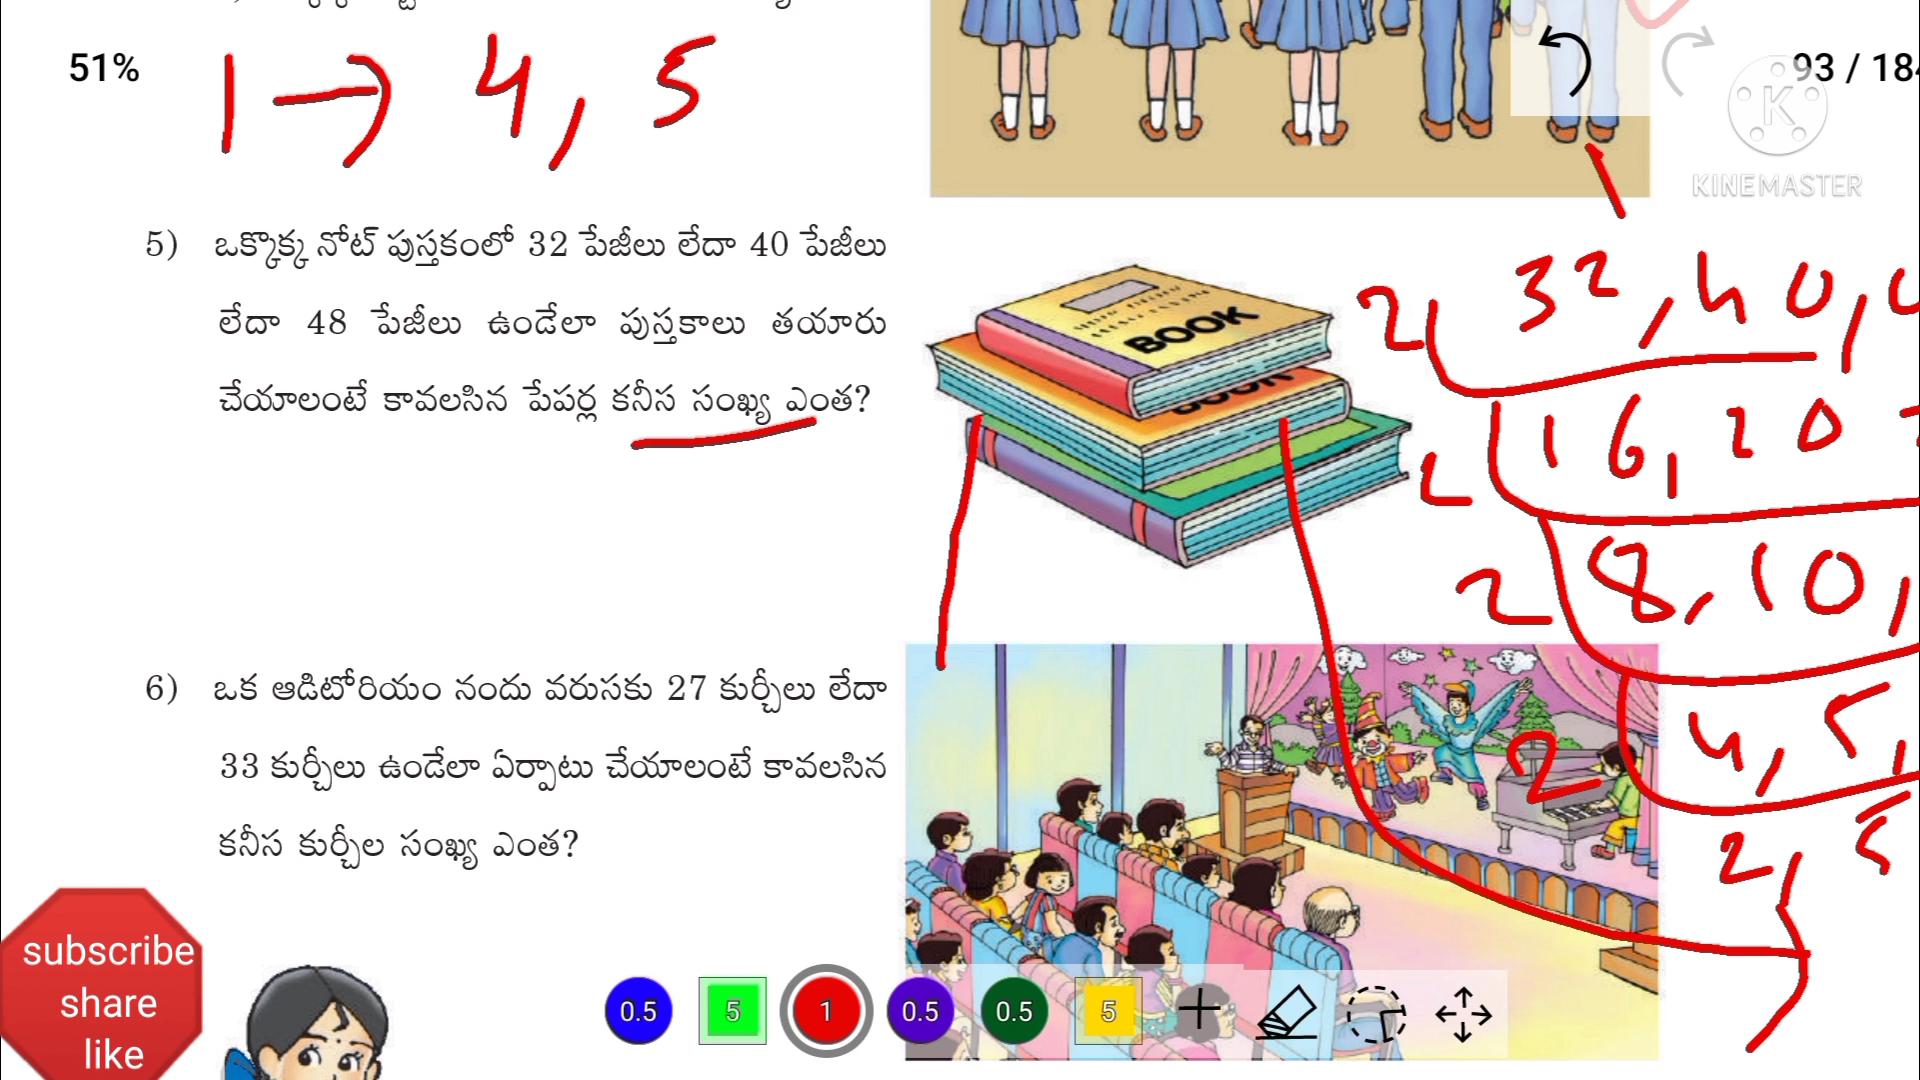 51%
1 → 4, 5
93 / 184
KINEMASTER
5) ఒక్కొక్క నోట్ పుస్తకంలో 32 పేజీలు లేదా 40 పేజీలు
లేదా 48 పేజీలు ఉండేలా పుస్తకాలు తయారు
చేయాలంటే కావలసిన పేపర్ల కనీస సంఖ్య ఎంత?
BOOK
BOOK
2 32, 40,
2 16, 20
2 8, 10,
2 4, 5,
2, 5
6) ఒక ఆడిటోరియం నందు వరుసకు 27 కుర్చీలు లేదా
33 కుర్చీలు ఉండేలా ఏర్పాటు చేయాలంటే కావలసిన
కనీస కుర్చీల సంఖ్య ఎంత?
subscribe
share
like
0.5 5 1 0.5 0.5 5